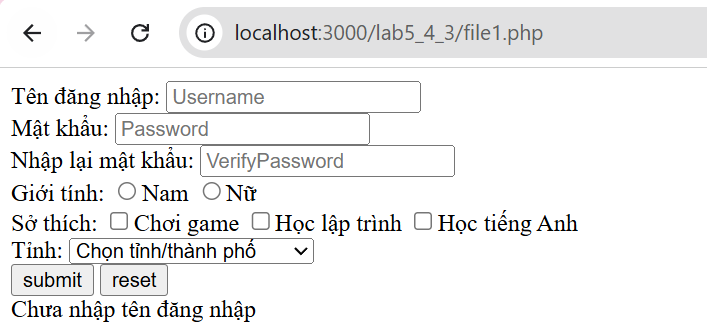 localhost:3000/lab5_4_3/file1.php
Tên đăng nhập: Username
Mật khẩu: Password
Nhập lại mật khẩu: VerifyPassword
Giới tính: Nam Nữ
Sở thích: Chơi game Học lập trình Học tiếng Anh
Tỉnh: Chọn tỉnh/thành phố
submit reset
Chưa nhập tên đăng nhập